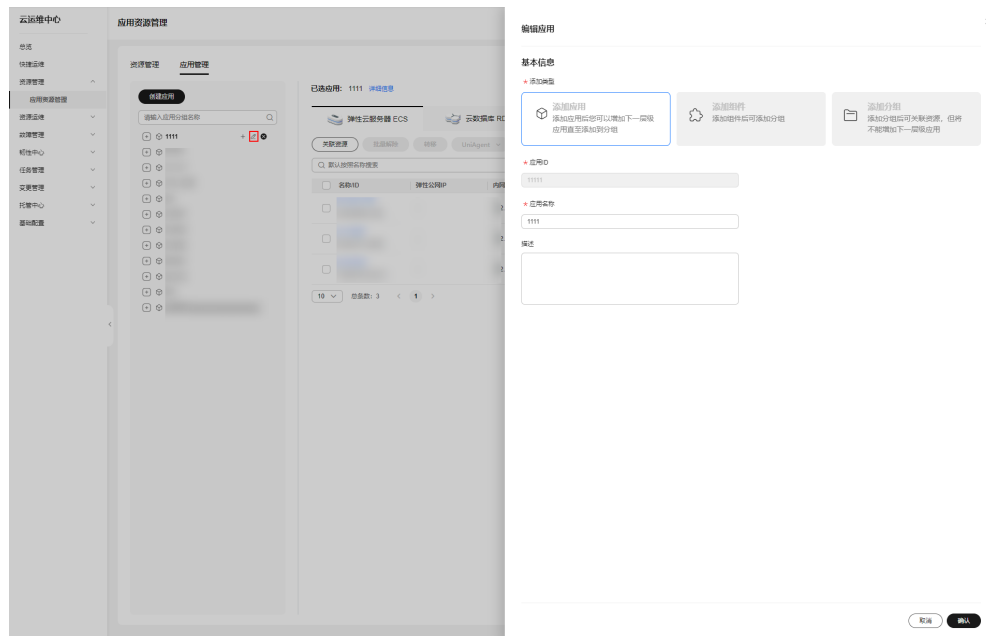 云运维中心
总览
快捷运维
资源管理
应用资源管理
资源运维
故障管理
韧性中心
任务管理
变更管理
托管中心
基础配置
应用资源管理
资源管理
应用管理
创建应用
请输入应用分组名称
1111
已选应用: 1111 详细信息
弹性云服务器 ECS
云数据库 RD
关联资源
批量解除
转移
UniAgent
默认按照名称搜索
名称/ID
弹性公网IP
内网
10
总条数: 3
1
编辑应用
基本信息
* 添加类型
添加应用
添加应用后您可以增加下一层级
应用直至添加到分组
添加组件
添加组件后可添加分组
添加分组
添加分组后可关联资源，但将
不能增加下一层级应用
* 应用ID
11111
* 应用名称
1111
描述
取消
确认